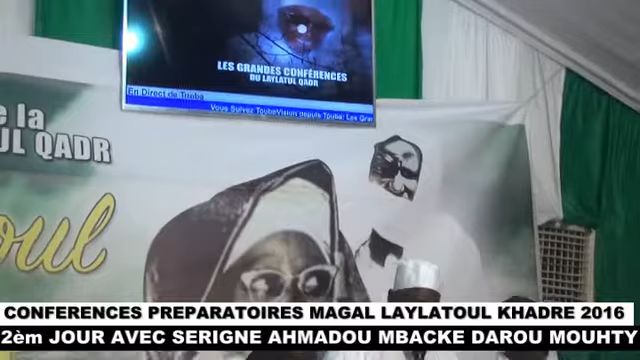 LES GRANDES CONFÉRENCES
DU LAYLATUL QADR
En Direct de Touba
Vous Suivez ToubaVision depuis Touba: Les Gran
e la
UL QADR
oul
CONFERENCES PREPARATOIRES MAGAL LAYLATOUL KHADRE 2016
2èm JOUR AVEC SERIGNE AHMADOU MBACKE DAROU MOUHTY